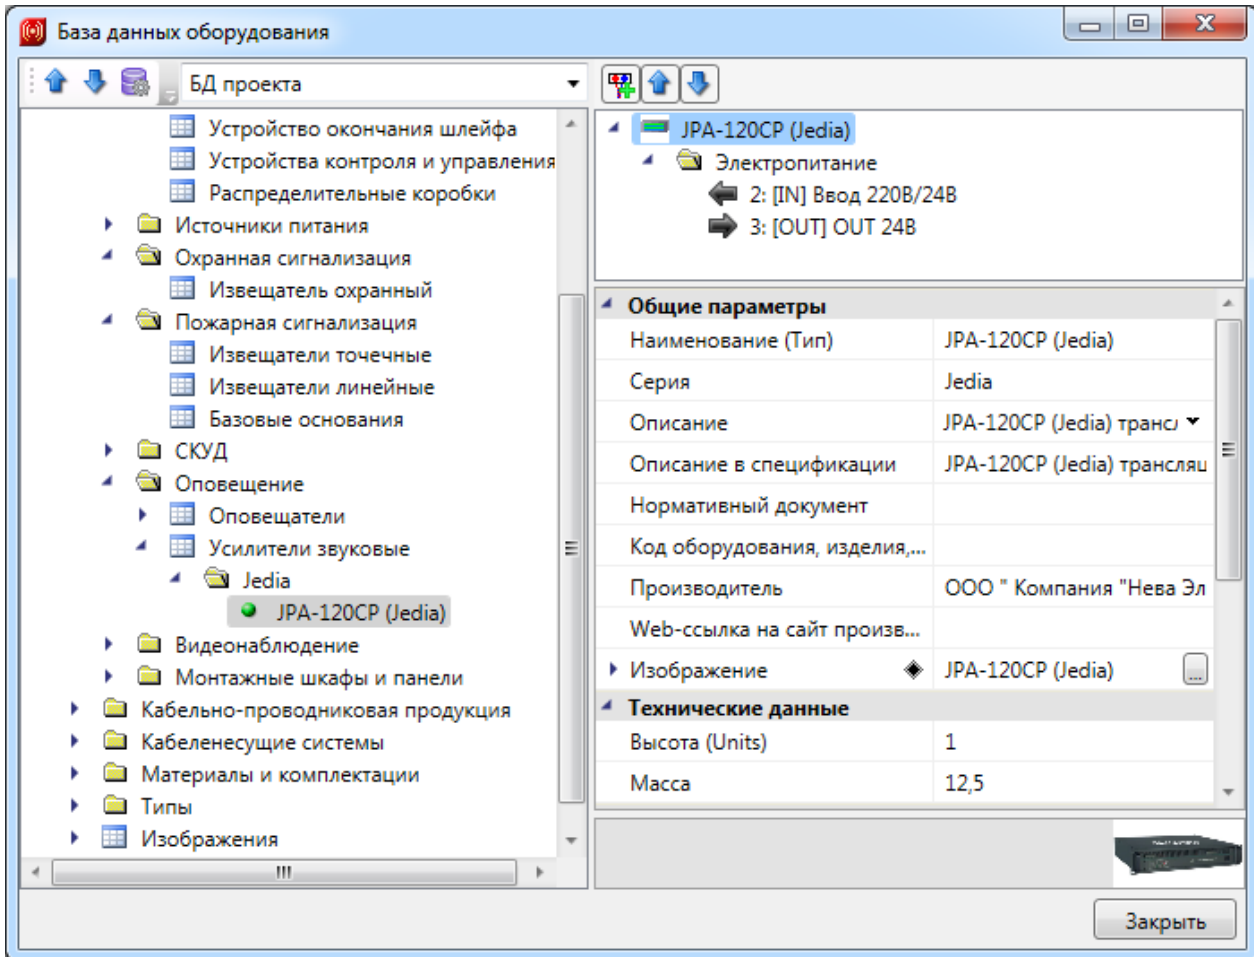 База данных оборудования
БД проекта
Устройство окончания шлейфа
Устройства контроля и управления
Распределительные коробки
Источники питания
Охранная сигнализация
Извещатель охранный
Пожарная сигнализация
Извещатели точечные
Извещатели линейные
Базовые основания
СКУД
Оповещение
Оповещатели
Усилители звуковые
Jedia
JPA-120CP (Jedia)
Видеонаблюдение
Монтажные шкафы и панели
Кабельно-проводниковая продукция
Кабеленесущие системы
Материалы и комплектации
Типы
Изображения
JPA-120CP (Jedia)
Электропитание
2: [IN] Ввод 220В/24В
3: [OUT] OUT 24В
Общие параметры
Наименование (Тип) JPA-120CP (Jedia)
Серия Jedia
Описание JPA-120CP (Jedia) трансл
Описание в спецификации JPA-120CP (Jedia) трансляц
Нормативный документ
Код оборудования, изделия,...
Производитель ООО " Компания "Нева Эл
Web-ссылка на сайт произв...
Изображение JPA-120CP (Jedia) ...
Технические данные
Высота (Units) 1
Масса 12,5
Закрыть